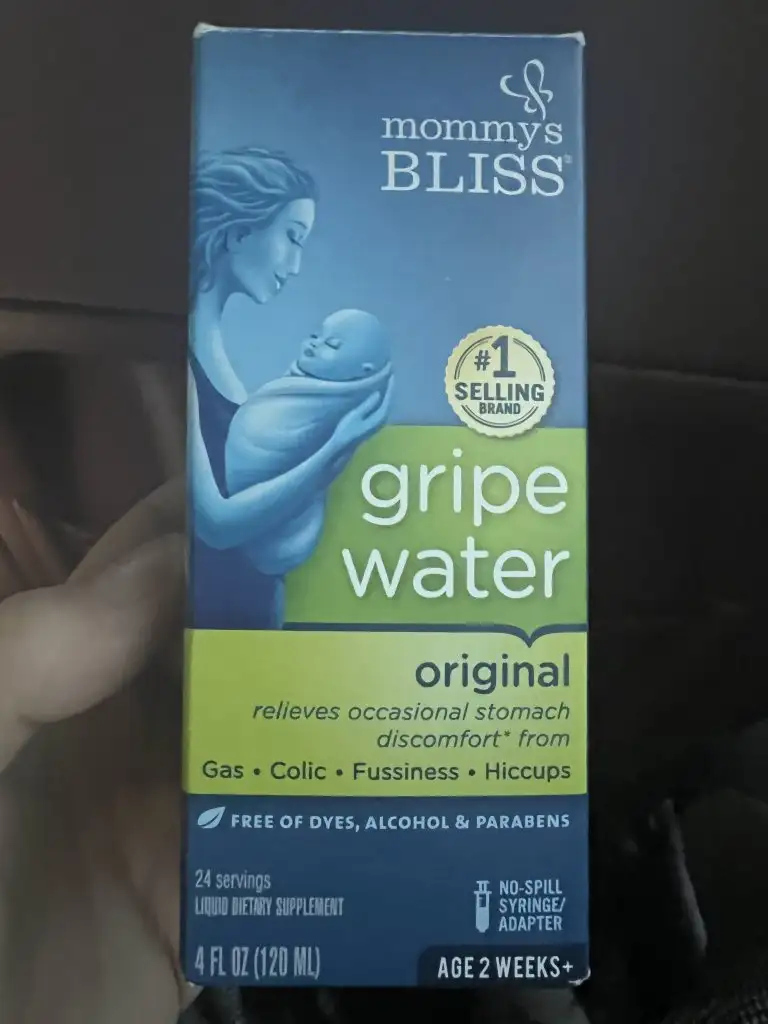 mommy's
BLISS
#1
SELLING
BRAND
gripe
water
original
relieves occasional stomach
discomfort* from
Gas • Colic • Fussiness • Hiccups
FREE OF DYES, ALCOHOL & PARABENS
24 servings
LIQUID DIETARY SUPPLEMENT
NO-SPILL
SYRINGE/
ADAPTER
4 FL OZ (120 ML)
AGE 2 WEEKS+